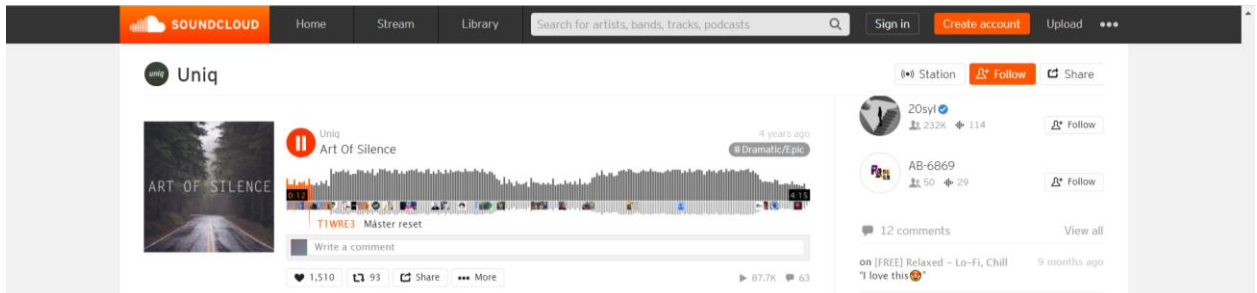 SOUNDCLOUD Home Stream Library Search for artists, bands, tracks, podcasts Sign in Create account Upload
uniq Uniq
Station Follow Share
20syl
232K 114 Follow
AB-6869
50 29 Follow
Uniq 4 years ago
Art Of Silence # Dramatic/Epic
ART OF SILENCE
0:12 4:15
T1WRE3 Máster reset
Write a comment
1,510 93 Share More 87.7K 63
12 comments View all
on [FREE] Relaxed - Lo-Fi, Chill 9 months ago
"I love this😍"